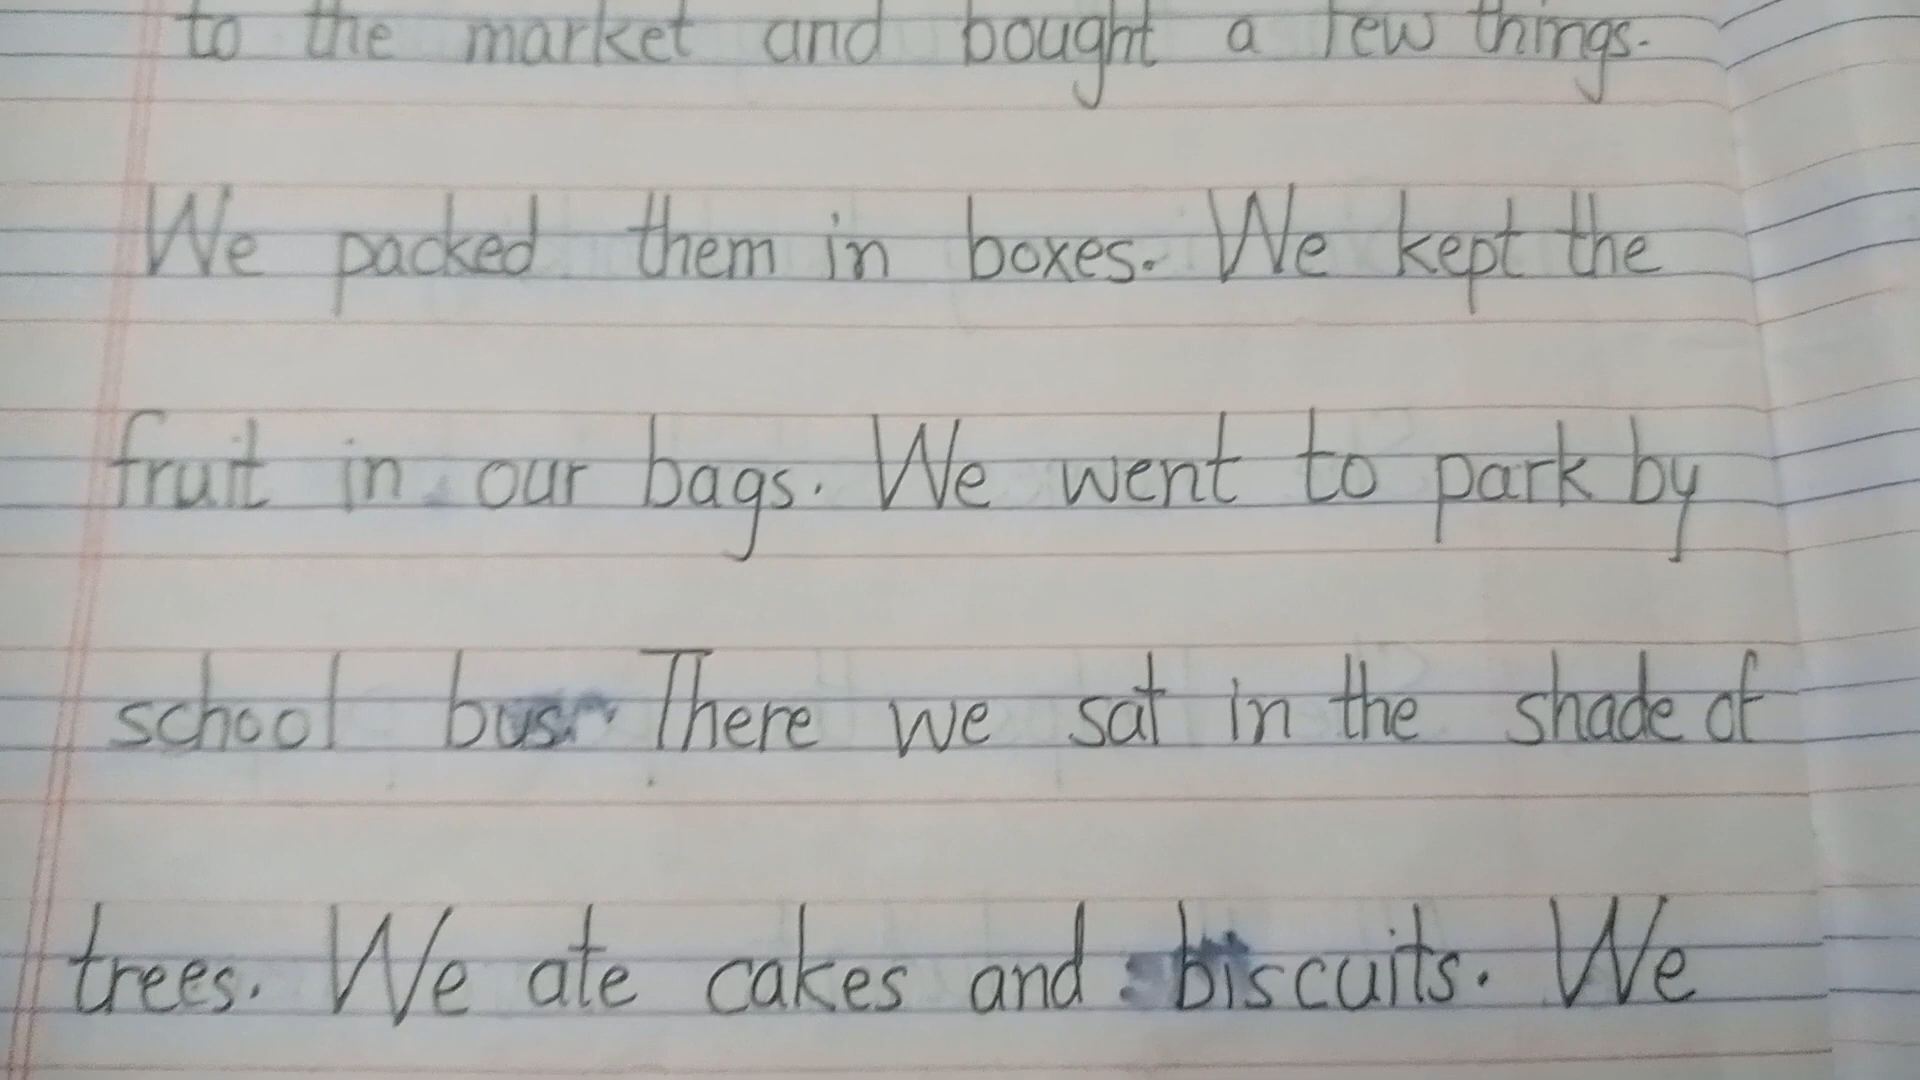 to the market and bought a few things.
We packed them in boxes. We kept the
fruit in our bags. We went to park by
school bus. There we sat in the shade of
trees. We ate cakes and biscuits. We